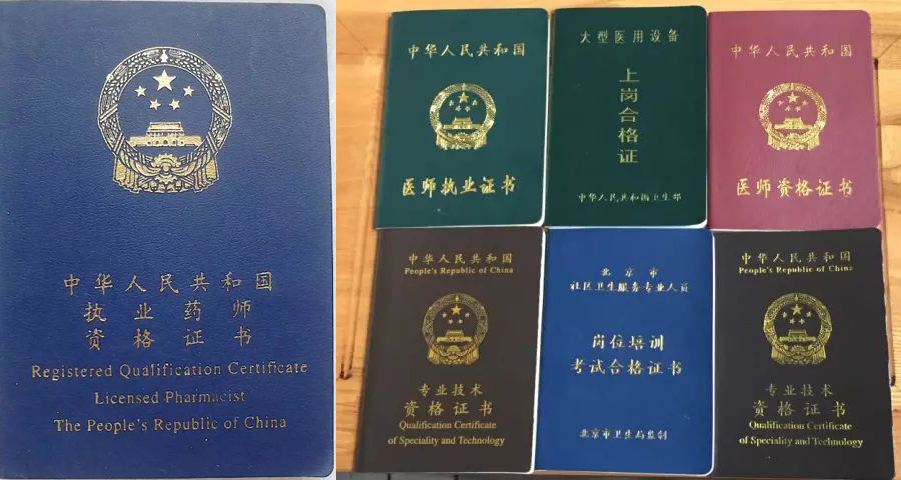 中华人民共和国
执业药师
资格证书
Registered Qualification Certificate
Licensed Pharmacist
The People's Republic of China
中华人民共和国
医师执业证书
大型医用设备
上岗合格证
中华人民共和国卫生部
中华人民共和国
医师资格证书
中华人民共和国
People's Republic of China
专业技术
资格证书
Qualification Certificate
of Speciality and Technology
北京市
社区卫生服务专业人员
岗位培训
考试合格证书
北京市卫生局监制
中华人民共和国
People's Republic of China
专业技术
资格证书
Qualification Certificate
of Speciality and Technology